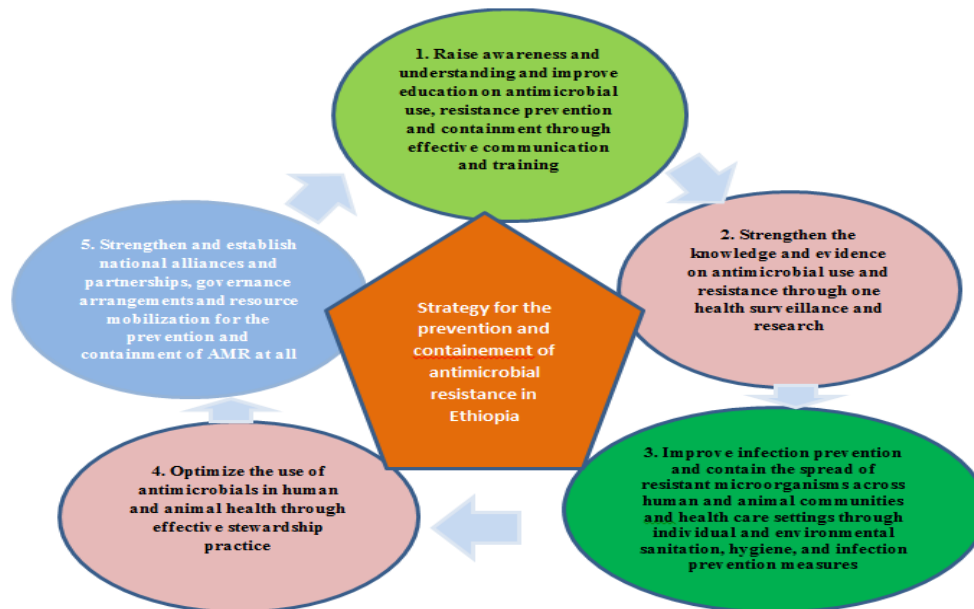 1. Raise awareness and
understanding and improve
education on antimicrobial
use, resistance prevention
and containment through
effective communication
and training
2. Strengthen the
knowledge and evidence
on antimicrobial use and
resistance through one
health surveillance and
research
3. Improve infection prevention
and contain the spread of
resistant microorganisms across
human and animal communities
and health care settings through
individual and environmental
sanitation, hygiene, and infection
prevention measures
4. Optimize the use of
antimicrobials in human
and animal health through
effective stewardship
practice
5. Strengthen and establish
national alliances and
partnerships, governance
arrangements and resource
mobilization for the
prevention and
containment of AMR at all
Strategy for the
prevention and
containement of
antimicrobial
resistance in
Ethiopia